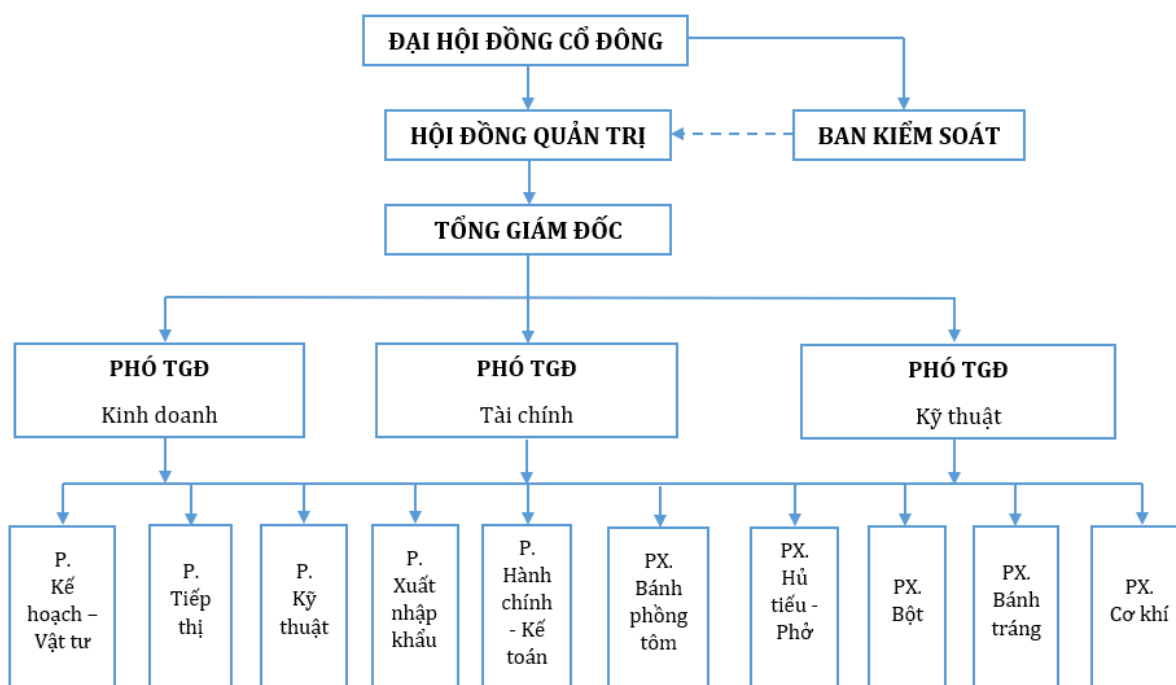 ĐẠI HỘI ĐỒNG CỔ ĐÔNG
HỘI ĐỒNG QUẢN TRỊ
BAN KIỂM SOÁT
TỔNG GIÁM ĐỐC
PHÓ TGĐ
Kinh doanh
PHÓ TGĐ
Tài chính
PHÓ TGĐ
Kỹ thuật
P.
Kế
hoạch –
Vật tư
P.
Tiếp
thị
P.
Kỹ
thuật
P.
Xuất
nhập
khẩu
P.
Hành
chính
- Kế
toán
PX.
Bánh
phồng
tôm
PX.
Hủ
tiếu -
Phở
PX.
Bột
PX.
Bánh
tráng
PX.
Cơ khí